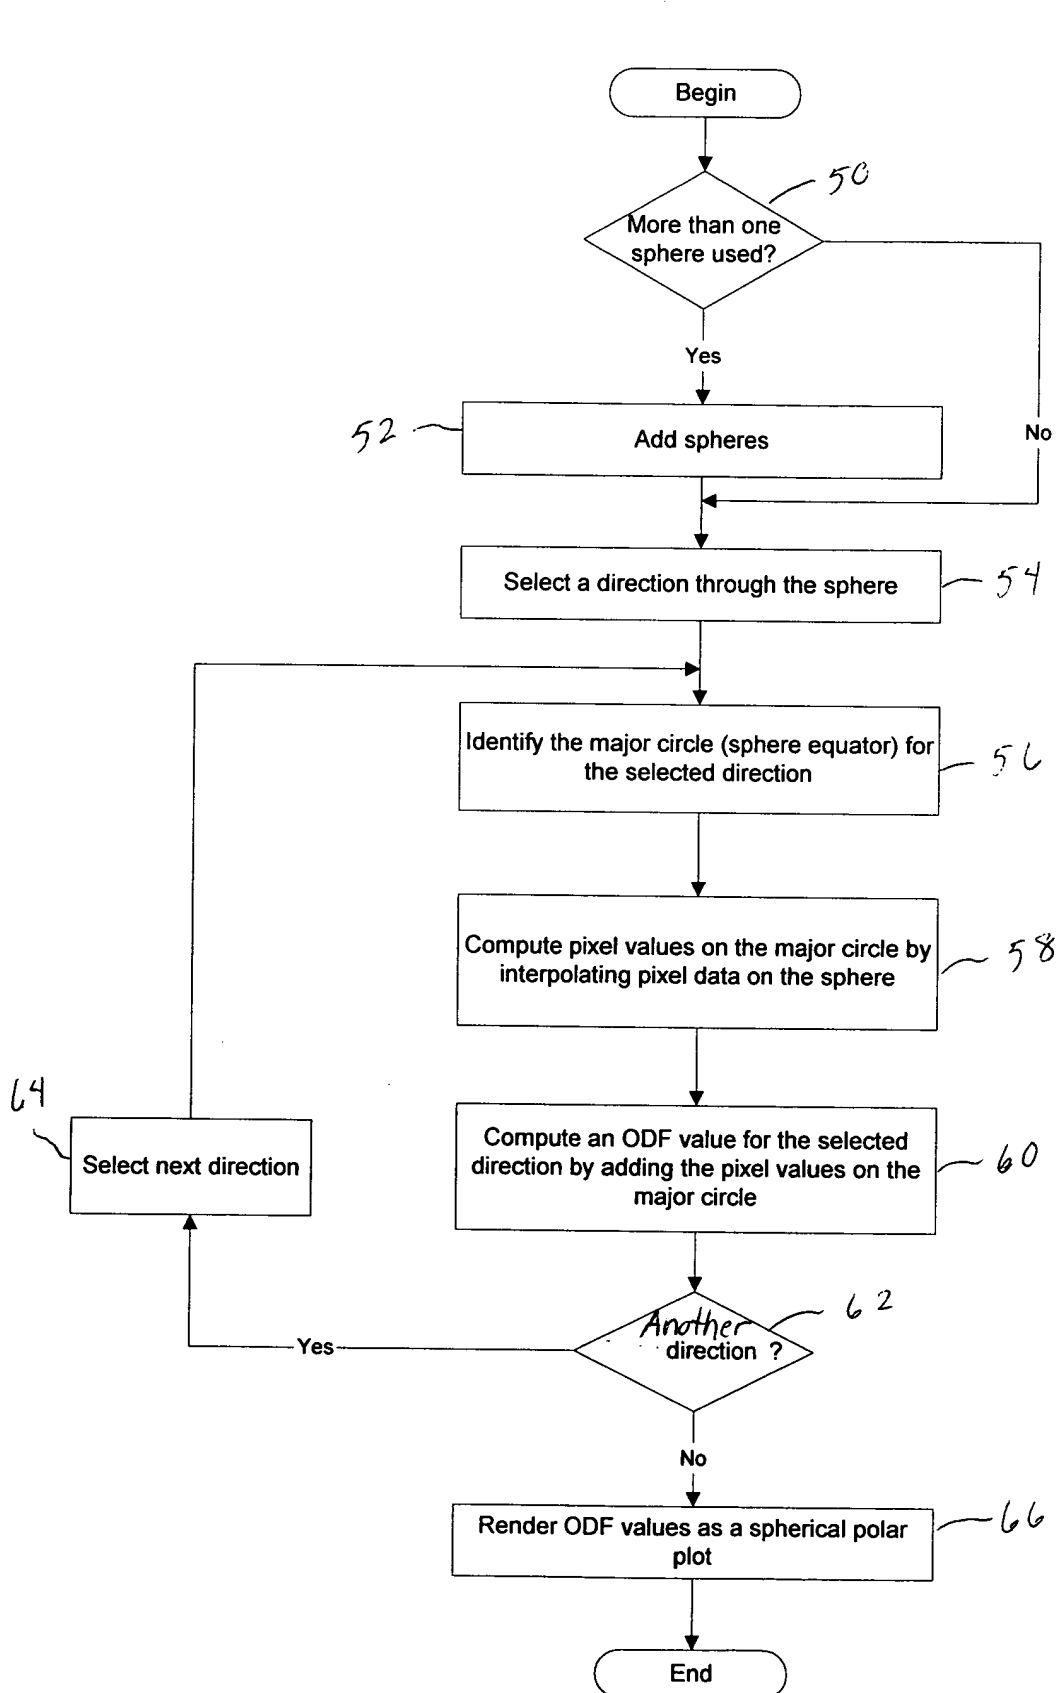 Begin
50
More than one
sphere used?
Yes
No
52
Add spheres
Select a direction through the sphere
54
Identify the major circle (sphere equator) for
the selected direction
56
Compute pixel values on the major circle by
interpolating pixel data on the sphere
58
64
Select next direction
Compute an ODF value for the selected
direction by adding the pixel values on the
major circle
60
62
Another
direction ?
Yes
No
Render ODF values as a spherical polar
plot
66
End